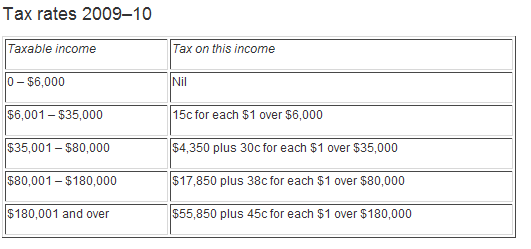 Tax rates 2009–10
Taxable income Tax on this income
0 – $6,000 Nil
$6,001 – $35,000 15c for each $1 over $6,000
$35,001 – $80,000 $4,350 plus 30c for each $1 over $35,000
$80,001 – $180,000 $17,850 plus 38c for each $1 over $80,000
$180,001 and over $55,850 plus 45c for each $1 over $180,000